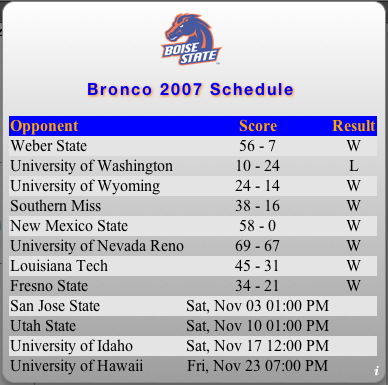 BOISE
STATE
Bronco 2007 Schedule
Opponent Score Result
Weber State 56 - 7 W
University of Washington 10 - 24 L
University of Wyoming 24 - 14 W
Southern Miss 38 - 16 W
New Mexico State 58 - 0 W
University of Nevada Reno 69 - 67 W
Louisiana Tech 45 - 31 W
Fresno State 34 - 21 W
San Jose State Sat, Nov 03 01:00 PM
Utah State Sat, Nov 10 01:00 PM
University of Idaho Sat, Nov 17 12:00 PM
University of Hawaii Fri, Nov 23 07:00 PM
i